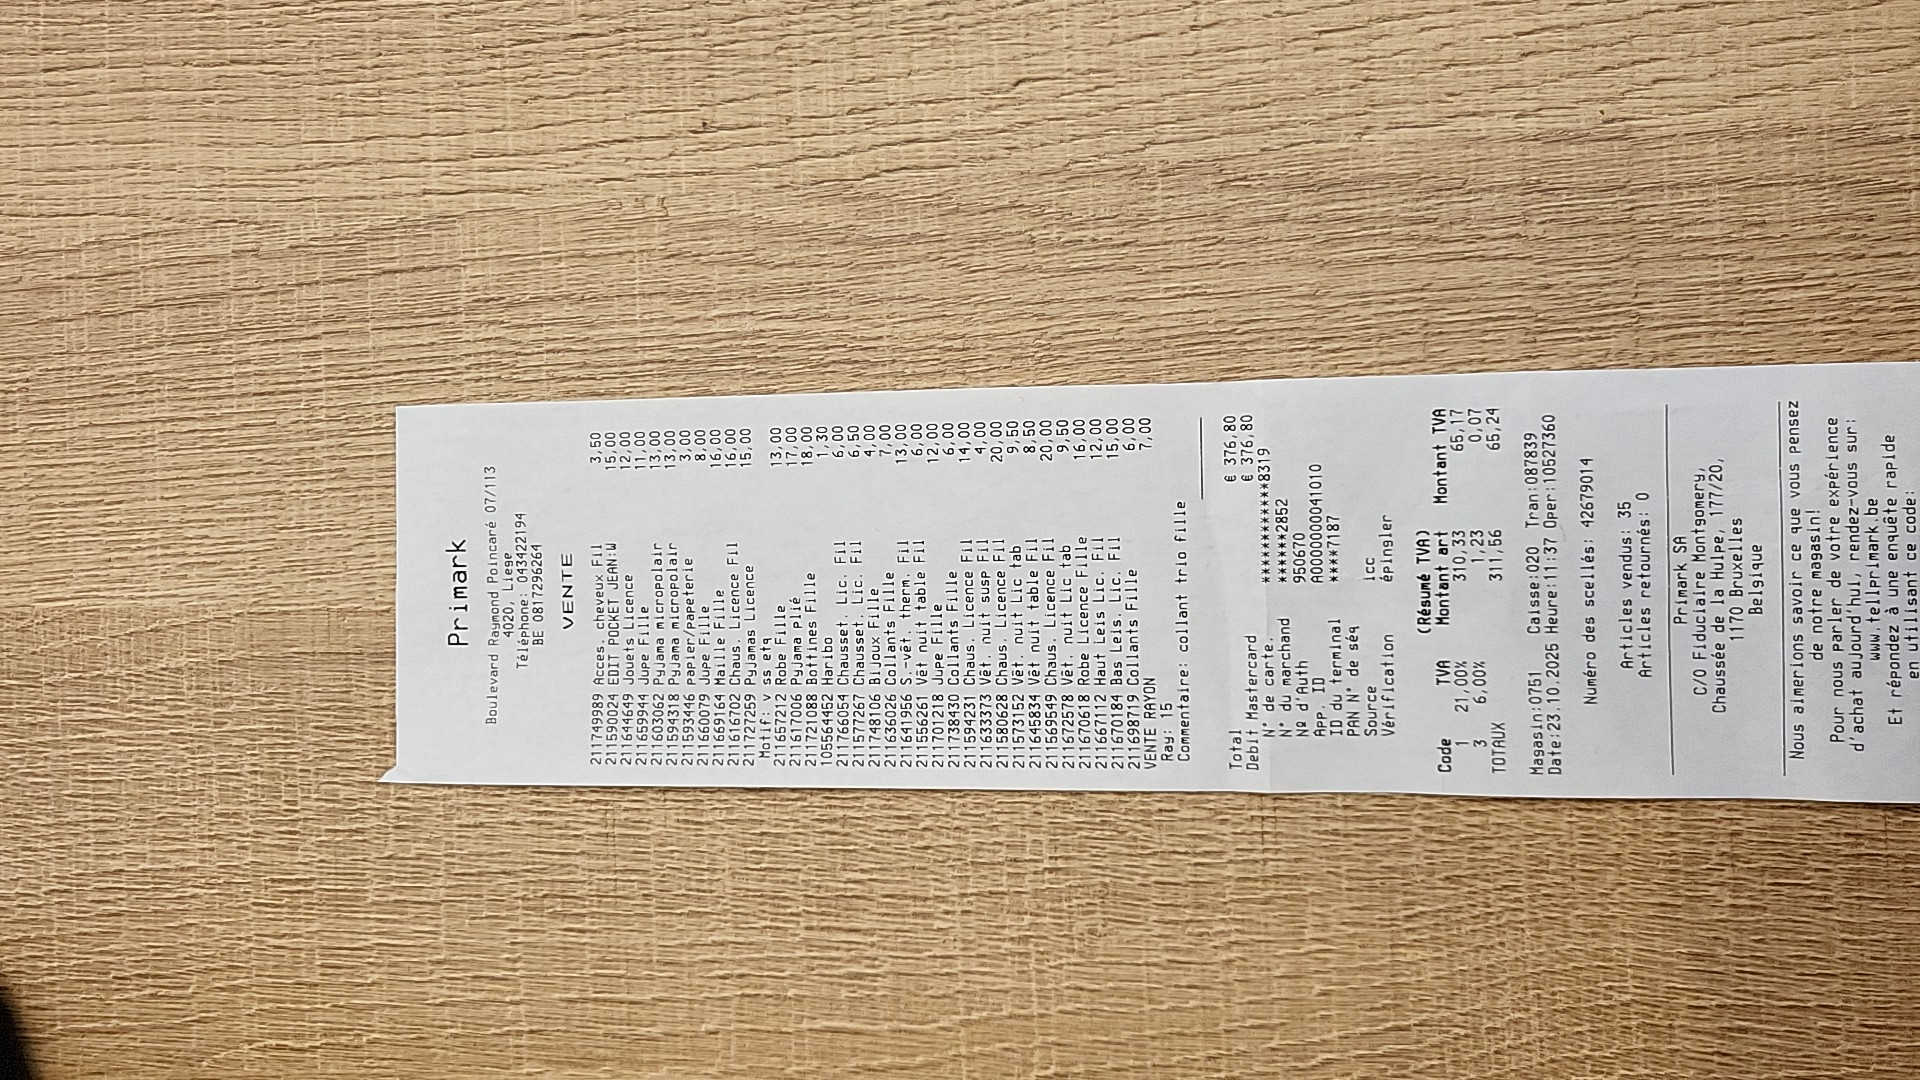 Primark
Boulevard Raymond Poincaré 07/113
4020, Liege
Téléphone: 043422194
BE 0817296264
VENTE
211749989 Acces. cheveux Fil 3,50
211590024 EDIT POCKET JEAN:W 15,00
211644649 Jouets Licence 12,00
211659944 Jupe Fille 11,00
211603062 Pyjama micropolair 13,00
211594318 Pyjama micropolair 13,00
211593446 Papier/papeterie 3,00
211660079 Jupe Fille 8,00
211669164 Maille Fille 16,00
211616702 Chaus. Licence Fil 16,00
211727259 Pyjamas Licence 15,00
Motif: v ss etq
211657212 Robe Fille 13,00
211617006 Pyjama plié 17,00
211721088 Bottines Fille 18,00
105564452 Haribo 1,30
211766054 Chausset. Lic. Fil 6,00
211577267 Chausset. Lic. Fil 6,50
211748106 Bijoux Fille 4,00
211636026 Collants Fille 7,00
211641956 S.-vêt. therm. Fil 13,00
211556261 Vêt nuit table Fil 6,00
211701218 Jupe Fille 12,00
211738430 Collants Fille 6,00
211594231 Chaus. Licence Fil 14,00
211633373 Vêt. nuit susp Fil 4,00
211580628 Chaus. Licence Fil 20,00
211573152 Vêt nuit Lic tab 9,50
211645834 Vêt nuit table Fil 8,50
211569549 Chaus. Licence Fil 20,00
211672578 Vêt. nuit Lic tab 9,50
211670618 Robe Licence Fille 16,00
211667112 Haut Leis Lic. Fil 12,00
211670184 Bas Leis. Lic. Fil 15,00
211698719 Collants Fille 6,00
VENTE RAYON 7,00
Ray: 15
Commentaire: collant trio fille
Total € 376,80
Debit Mastercard € 376,80
N° de carte. ************8319
N° du marchand ******2852
Nº d'Auth 950670
APP. ID A0000000041010
ID du terminal ****7187
PAN N° de séq
Source icc
Vérification épingler
(Résumé TVA)
Code TVA Montant art Montant TVA
1 21,00% 310,33 65,17
3 6,00% 1,23 0,07
TOTAUX 311,56 65,24
Magasin:0751 Caisse:020 Tran:087839
Date:23.10.2025 Heure:11:37 Oper:10527360
Numéro des scellés: 42679014
Articles vendus: 35
Articles retournés: 0
Primark SA
C/O Fiduciaire Montgomery,
Chaussée de la Hulpe, 177/20,
1170 Bruxelles
Belgique
Nous aimerions savoir ce que vous pensez
de notre magasin!
Pour nous parler de votre expérience
d'achat aujourd'hui, rendez-vous sur:
www.tellPrimark.be
Et répondez à une enquête rapide
en utilisant ce code: